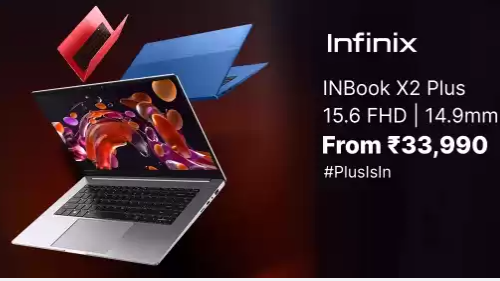 Infinix
INBook X2 Plus
15.6 FHD | 14.9mm
From ₹33,990
#PlusIsIn